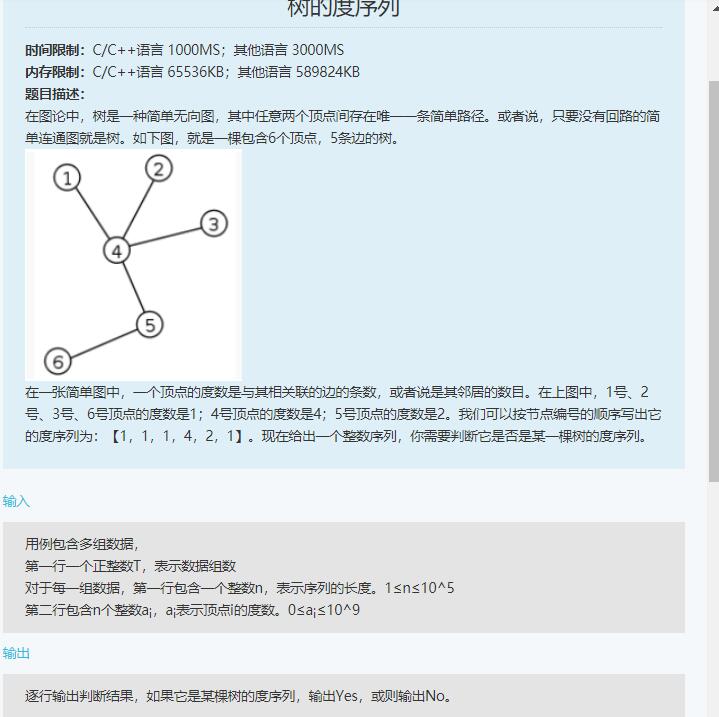 树的度序列
时间限制：C/C++语言 1000MS；其他语言 3000MS
内存限制：C/C++语言 65536KB；其他语言 589824KB
题目描述：
在图论中，树是一种简单无向图，其中任意两个顶点间存在唯一一条简单路径。或者说，只要没有回路的简
单连通图就是树。如下图，就是一棵包含6个顶点，5条边的树。
1
2
3
4
5
6
在一张简单图中，一个顶点的度数是与其相关联的边的条数，或者说是其邻居的数目。在上图中，1号、2
号、3号、6号顶点的度数是1；4号顶点的度数是4；5号顶点的度数是2。我们可以按节点编号的顺序写出它
的度序列为：【1，1，1，4，2，1】。现在给出一个整数序列，你需要判断它是否是某一棵树的度序列。
输入
用例包含多组数据，
第一行一个正整数T，表示数据组数
对于每一组数据，第一行包含一个整数n，表示序列的长度。1≤n≤10^5
第二行包含n个整数aᵢ，aᵢ表示顶点i的度数。0≤aᵢ≤10^9
输出
逐行输出判断结果，如果它是某棵树的度序列，输出Yes，或则输出No。